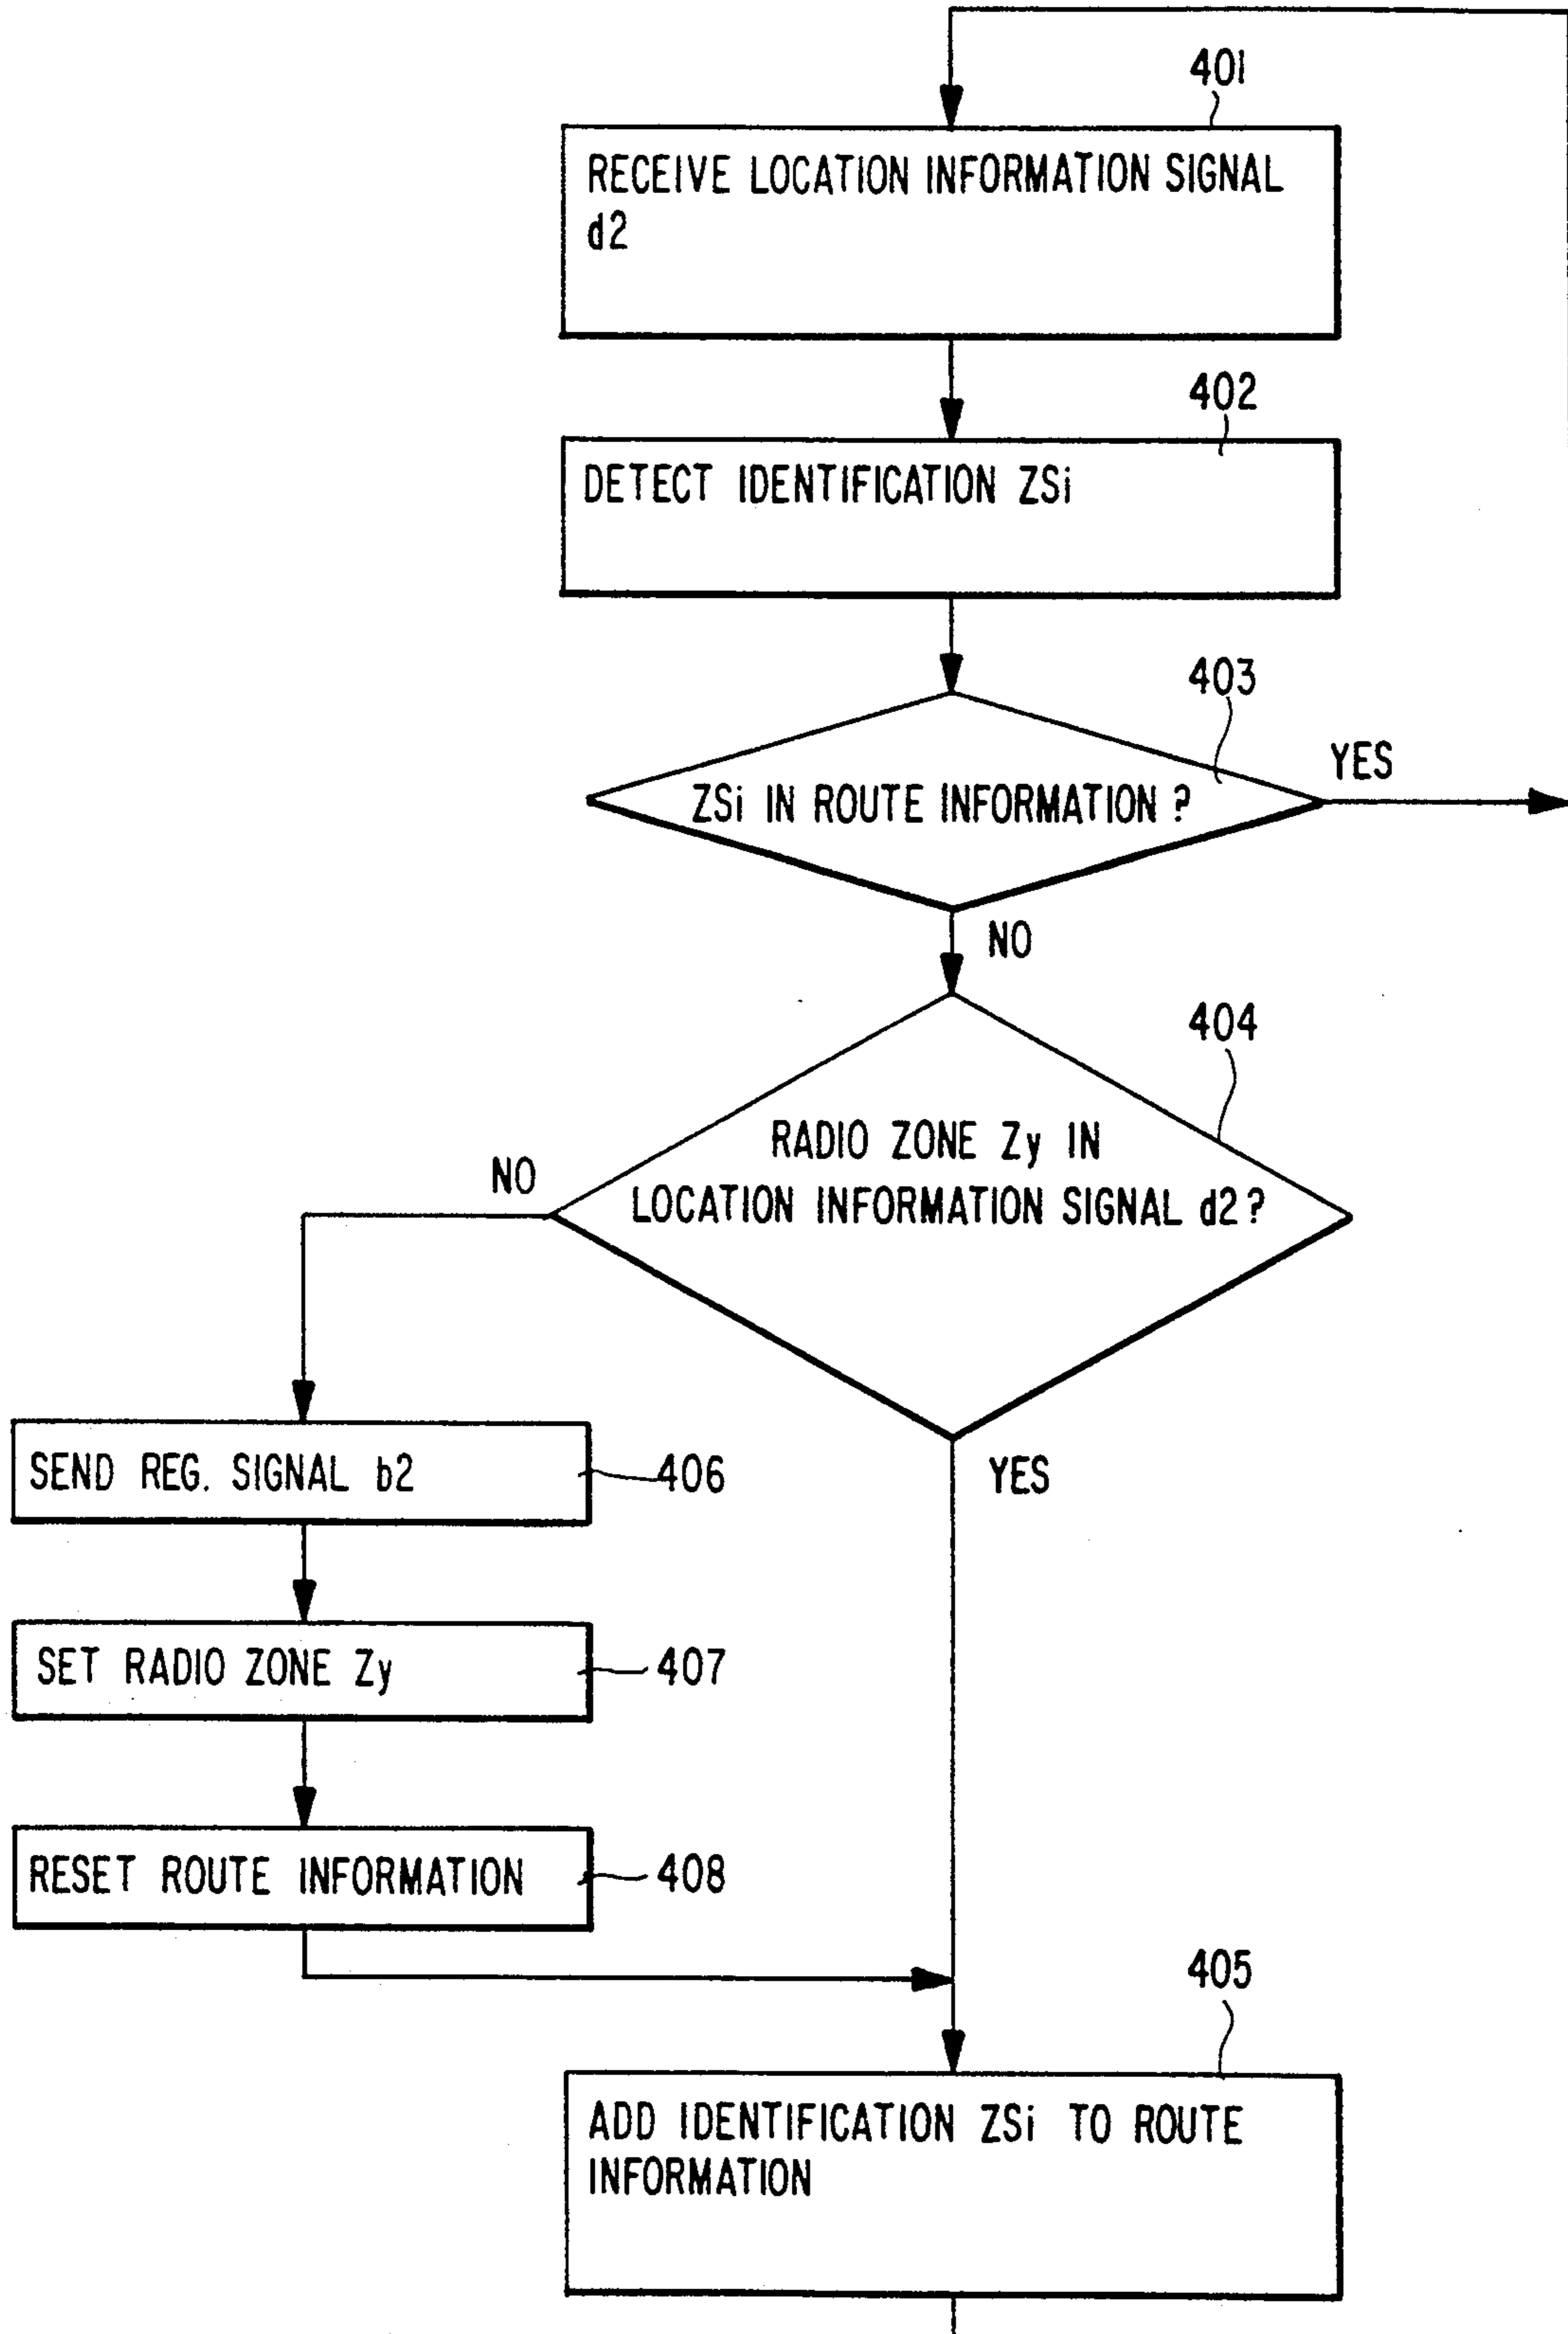 401
RECEIVE LOCATION INFORMATION SIGNAL
d2
402
DETECT IDENTIFICATION ZSi
403
YES
ZSi IN ROUTE INFORMATION ?
NO
404
RADIO ZONE Zy IN
LOCATION INFORMATION SIGNAL d2 ?
NO
YES
SEND REG. SIGNAL b2
406
SET RADIO ZONE Zy
407
RESET ROUTE INFORMATION
408
405
ADD IDENTIFICATION ZSi TO ROUTE
INFORMATION